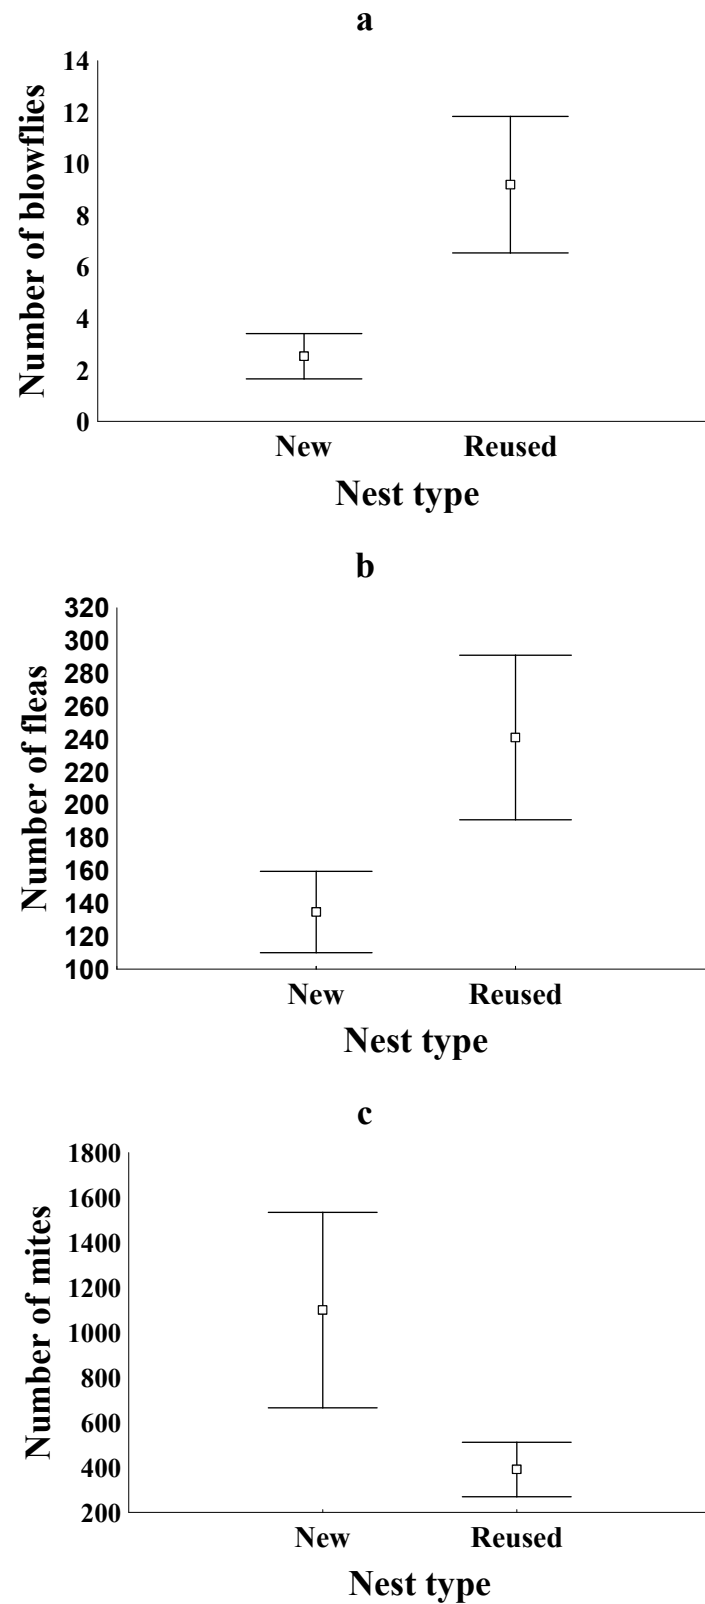 a
Number of blowflies
14
12
10
8
6
4
2
0
New Reused
Nest type
b
Number of fleas
320
300
280
260
240
220
200
180
160
140
120
100
New Reused
Nest type
c
Number of mites
1800
1600
1400
1200
1000
800
600
400
200
New Reused
Nest type